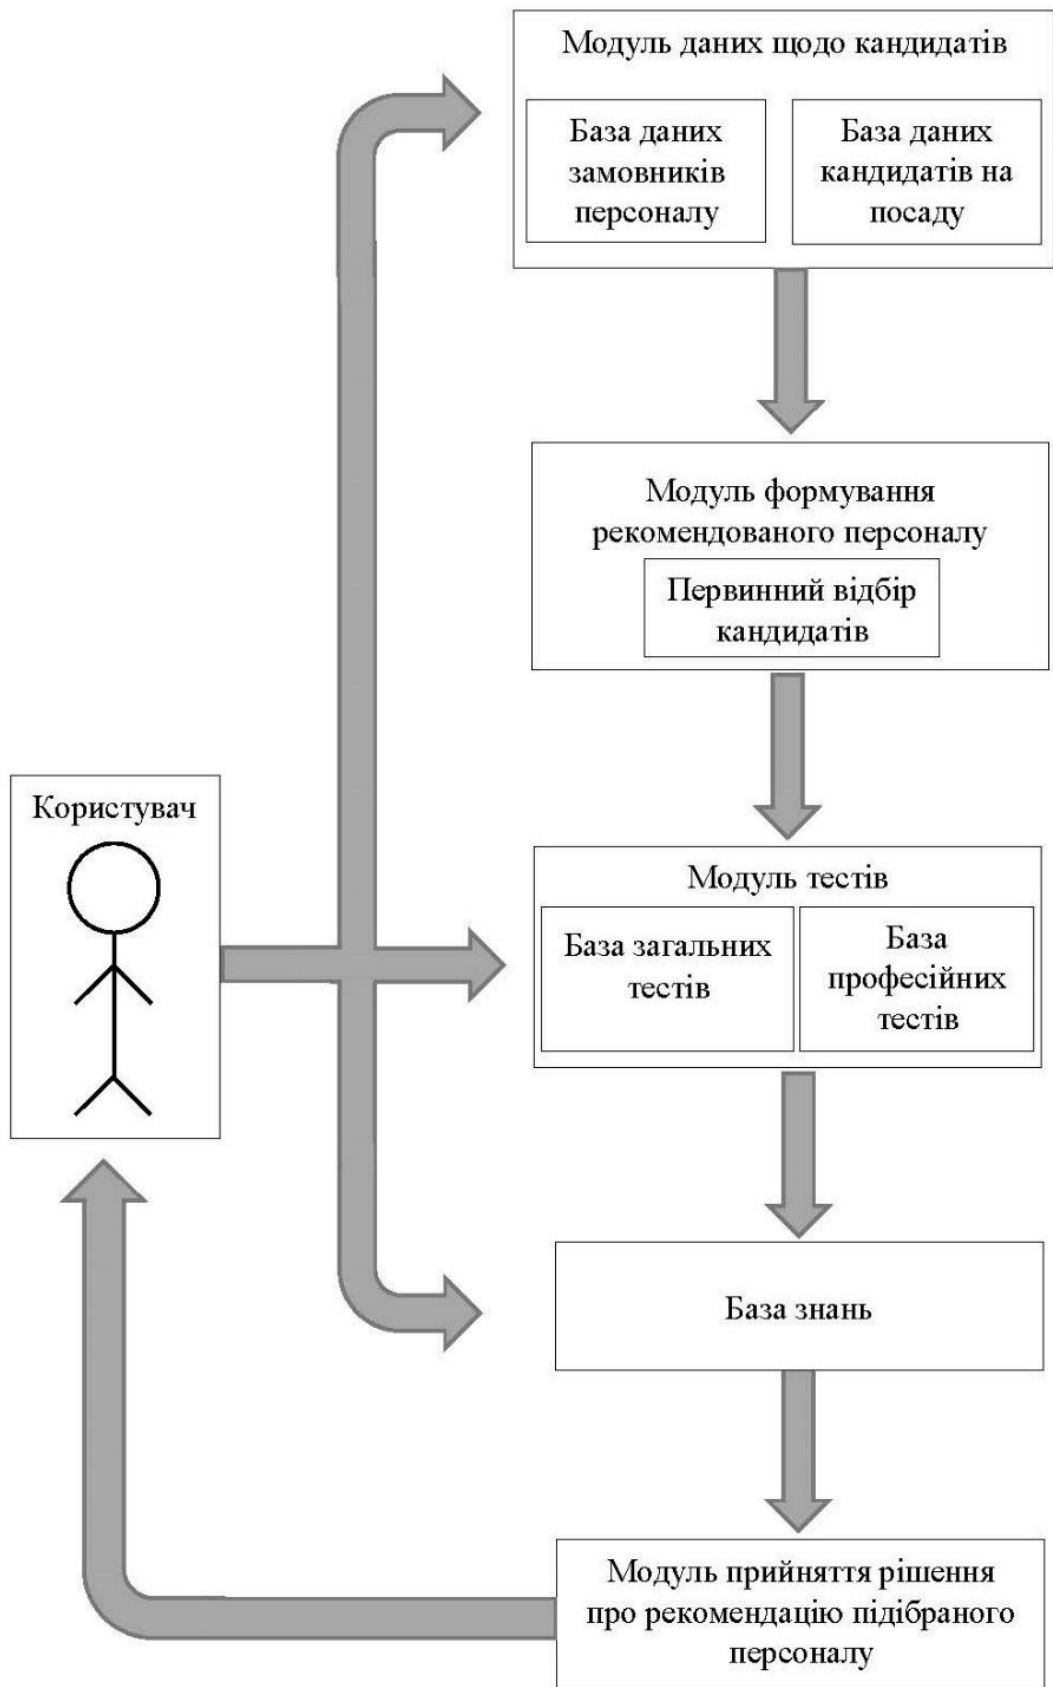 Модуль даних щодо кандидатів
База даних
замовників
персоналу
База даних
кандидатів на
посаду
Модуль формування
рекомендованого персоналу
Первинний відбір
кандидатів
Користувач
Модуль тестів
База загальних
тестів
База
професійних
тестів
База знань
Модуль прийняття рішення
про рекомендацію підібраного
персоналу